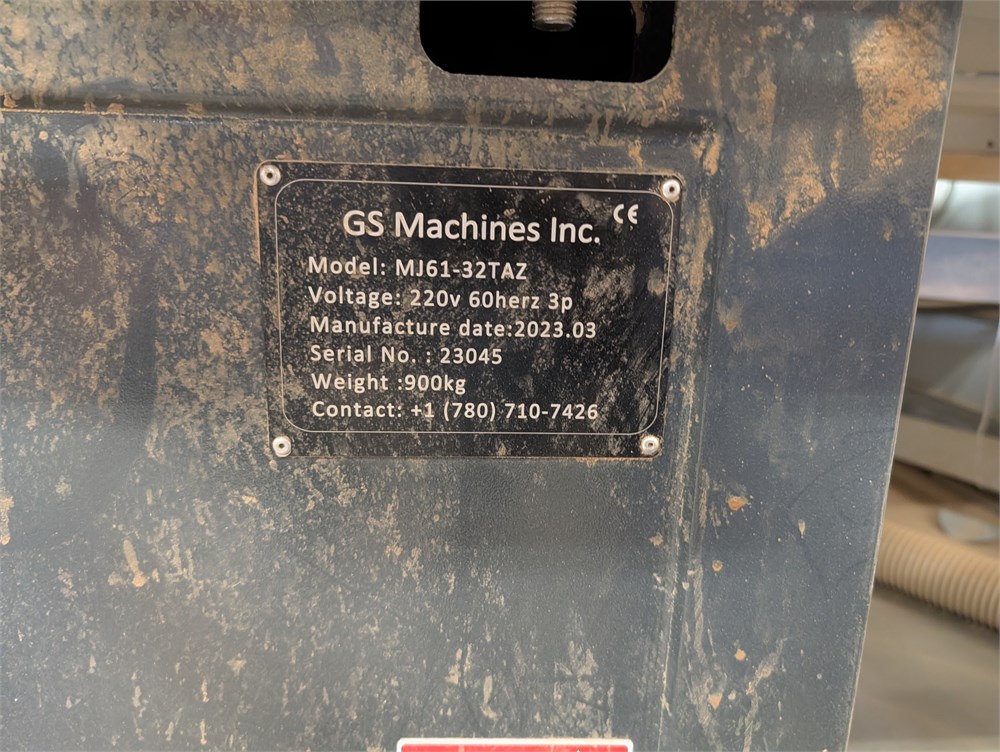 GS Machines Inc. CE
Model: MJ61-32TAZ
Voltage: 220v 60herz 3p
Manufacture date:2023.03
Serial No. : 23045
Weight :900kg
Contact: +1 (780) 710-7426